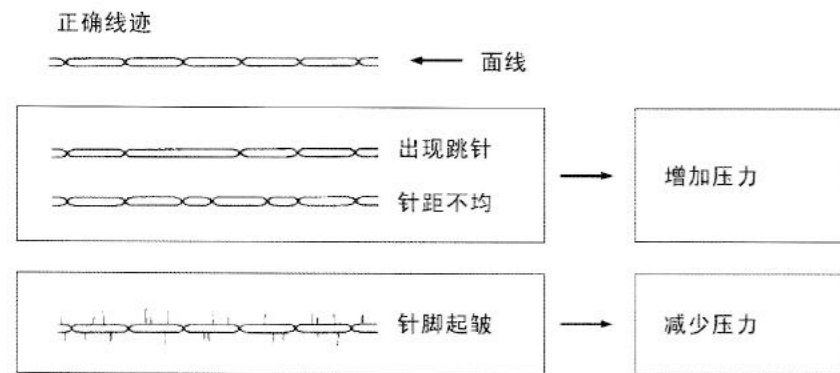 正确线迹
面线
出现跳针
针距不均
增加压力
针脚起皱
减少压力